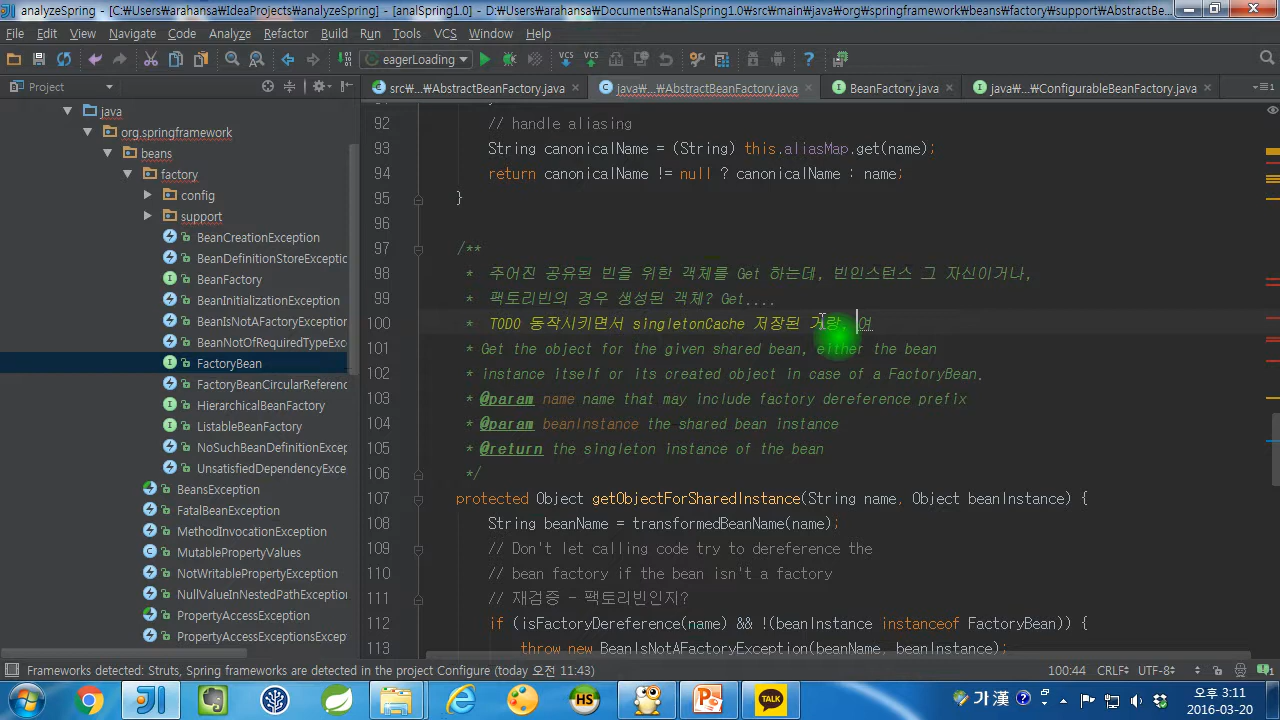 analyzeSpring - [C:￦Users￦arahansa￦IdeaProjects￦analyzeSpring] - [analSpring1.0] - D:￦Users￦arahansa￦Documents￦analSpring1.0￦src￦main￦java￦org￦springframework￦beans￦factory￦support￦AbstractBe...
File Edit View Navigate Code Analyze Refactor Build Run Tools VCS Window Help
eagerLoading
VCS VCS
Project
src￦...￦AbstractBeanFactory.java
java￦...￦AbstractBeanFactory.java
BeanFactory.java
java￦...￦ConfigurableBeanFactory.java
java
org.springframework
beans
factory
config
support
BeanCreationException
BeanDefinitionStoreExceptio
BeanFactory
BeanInitializationException
BeanIsNotAFactoryException
BeanNotOfRequiredTypeExc
FactoryBean
FactoryBeanCircularReferenc
HierarchicalBeanFactory
ListableBeanFactory
NoSuchBeanDefinitionExcep
UnsatisfiedDependencyExce
BeansException
FatalBeanException
MethodInvocationException
MutablePropertyValues
NotWritablePropertyException
NullValueInNestedPathException
PropertyAccessException
PropertyAccessExceptionsExcep
92 // handle aliasing
93 String canonicalName = (String) this.aliasMap.get(name);
94 return canonicalName != null ? canonicalName : name;
95 }
96
97 /**
98 * 주어진 공유된 빈을 위한 객체를 Get 하는데, 빈인스턴스 그 자신이거나,
99 * 팩토리빈의 경우 생성된 객체? Get....
100 * TODO 동작시키면서 singletonCache 저장된 거랑, 여
101 * Get the object for the given shared bean, either the bean
102 * instance itself or its created object in case of a FactoryBean.
103 * @param name name that may include factory dereference prefix
104 * @param beanInstance the shared bean instance
105 * @return the singleton instance of the bean
106 */
107 protected Object getObjectForSharedInstance(String name, Object beanInstance) {
108 String beanName = transformedBeanName(name);
109 // Don't let calling code try to dereference the
110 // bean factory if the bean isn't a factory
111 // 재검증 - 팩토리빈인지?
112 if (isFactoryDereference(name) && !(beanInstance instanceof FactoryBean)) {
113 throw new BeanIsNotAFactoryException(beanName, beanInstance);
Frameworks detected: Struts, Spring frameworks are detected in the project Configure (today 오전 11:43)
100:44 CRLF÷ UTF-8÷
HS
TALK
가 漢
오후 3:11
2016-03-20